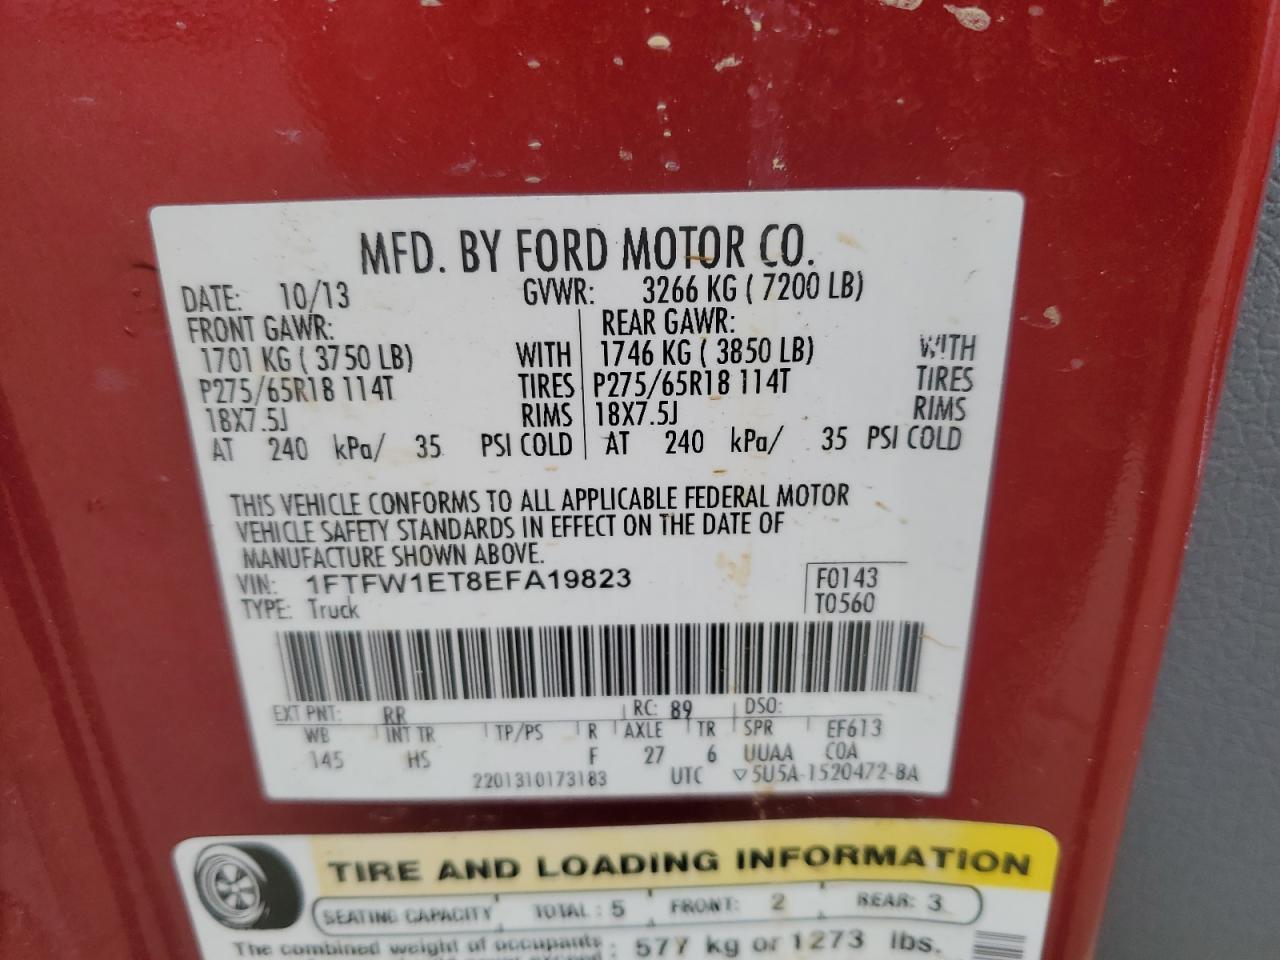 MFD. BY FORD MOTOR CO.
DATE: 10/13 GVWR: 3266 KG ( 7200 LB)
FRONT GAWR: REAR GAWR:
1701 KG ( 3750 LB) WITH 1746 KG ( 3850 LB) WITH
P275/65R18 114T TIRES P275/65R18 114T TIRES
18X7.5J RIMS 18X7.5J RIMS
AT 240 kPa/ 35 PSI COLD AT 240 kPa/ 35 PSI COLD
THIS VEHICLE CONFORMS TO ALL APPLICABLE FEDERAL MOTOR
VEHICLE SAFETY STANDARDS IN EFFECT ON THE DATE OF
MANUFACTURE SHOWN ABOVE.
VIN: 1FTFW1ET8EFA19823 F0143
TYPE: Truck T0560
EXT PNT: RR RC: 89 DSO:
WB INT TR TP/PS R AXLE TR SPR EF613
145 HS F 27 6 UUAA COA
2201310173183 UTC ▽5U5A-1520472-BA
TIRE AND LOADING INFORMATION
SEATING CAPACITY TOTAL : 5 FRONT: 2 REAR: 3
The combined weight of occupants : 577 kg or 1273 lbs.